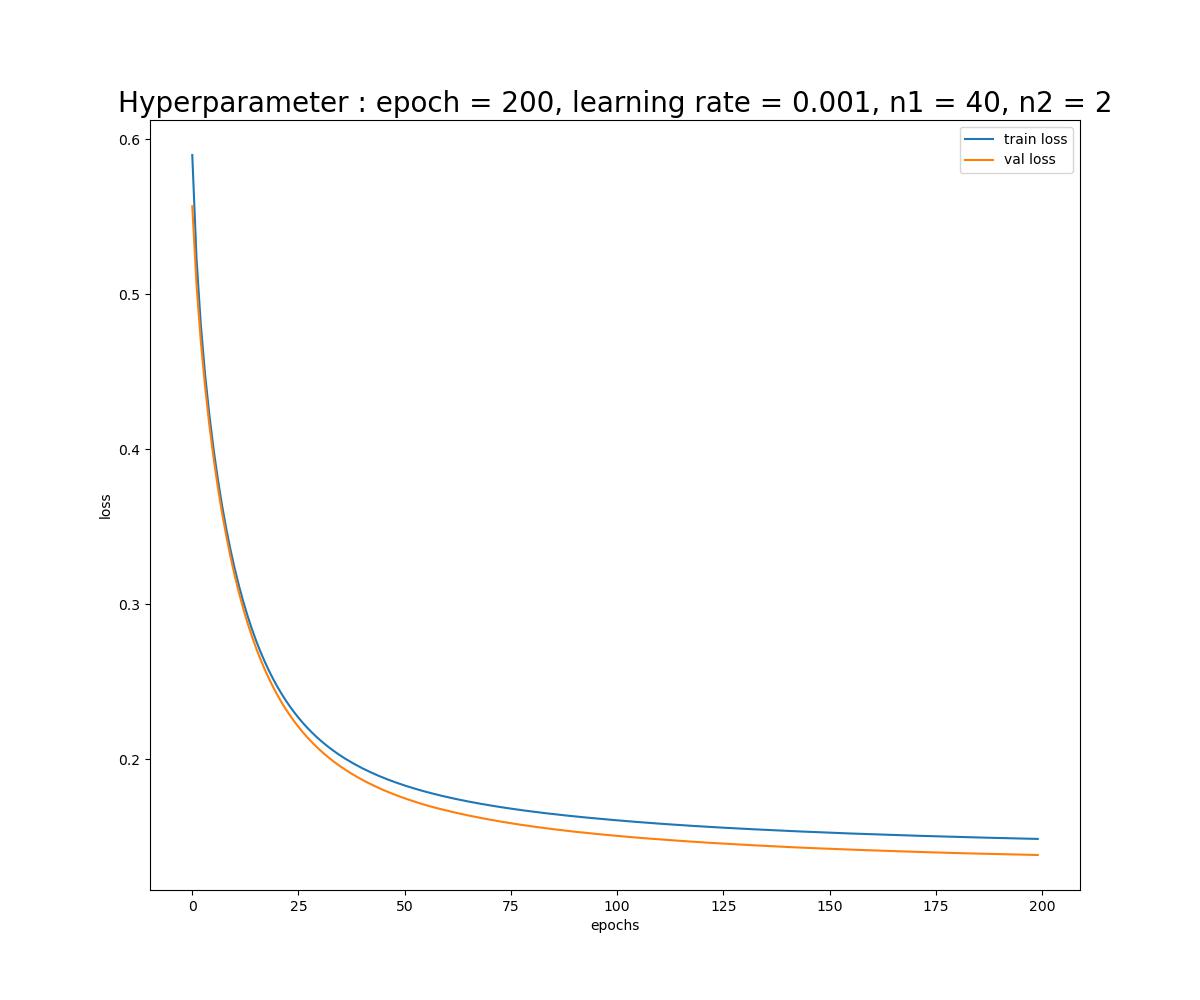 Hyperparameter : epoch = 200, learning rate = 0.001, n1 = 40, n2 = 2
train loss
val loss
0.6
0.5
0.4
0.3
0.2
loss
0 25 50 75 100 125 150 175 200
epochs